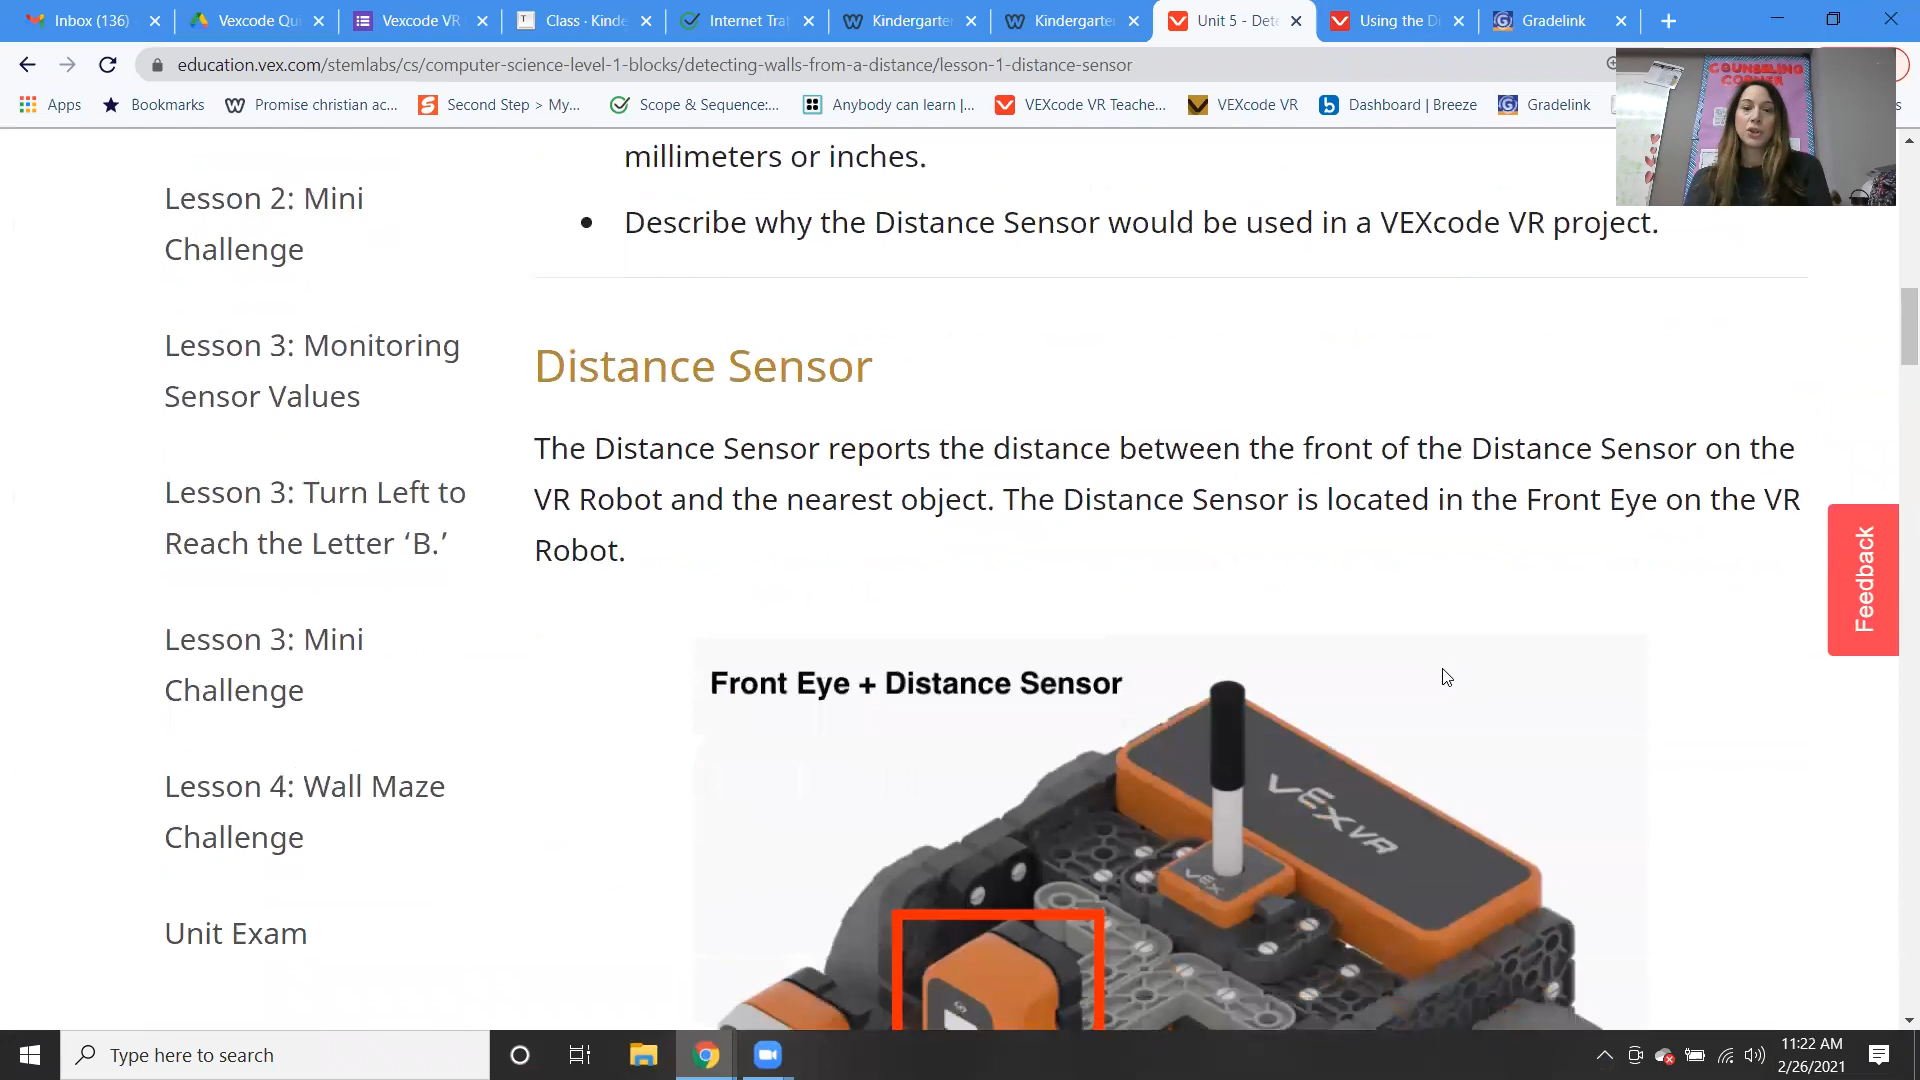 Inbox (136)
Vexcode Qui
Vexcode VR
Class · Kinde
Internet Tra
Kindergarte
Kindergarte
Unit 5 - Det
Using the D
Gradelink
education.vex.com/stemlabs/cs/computer-science-level-1-blocks/detecting-walls-from-a-distance/lesson-1-distance-sensor
Apps
Bookmarks
Promise christian ac...
Second Step > My...
Scope & Sequence:...
Anybody can learn |...
VEXcode VR Teache...
VEXcode VR
Dashboard | Breeze
Gradelink
COUNSELING
CORNER
Lesson 2: Mini
Challenge
Lesson 3: Monitoring
Sensor Values
Lesson 3: Turn Left to
Reach the Letter ‘B.’
Lesson 3: Mini
Challenge
Lesson 4: Wall Maze
Challenge
Unit Exam
millimeters or inches.
• Describe why the Distance Sensor would be used in a VEXcode VR project.
Distance Sensor
The Distance Sensor reports the distance between the front of the Distance Sensor on the
VR Robot and the nearest object. The Distance Sensor is located in the Front Eye on the VR
Robot.
Front Eye + Distance Sensor
VEX VR
VEX
Feedback
Type here to search
11:22 AM
2/26/2021